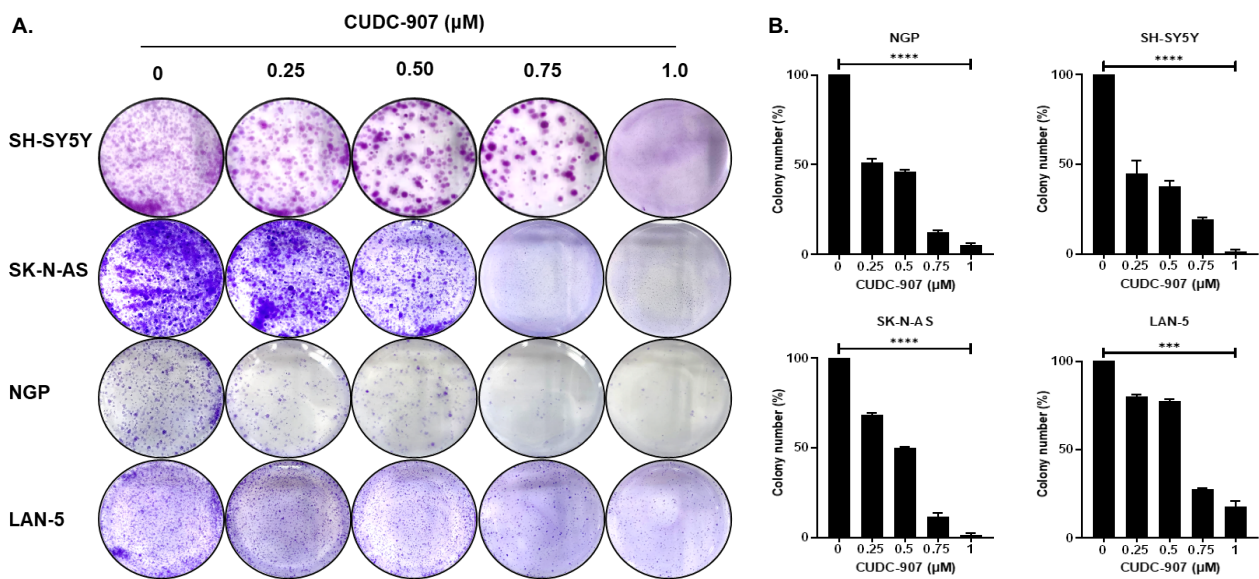 A.
CUDC-907 (µM)
0 0.25 0.50 0.75 1.0
SH-SY5Y
SK-N-AS
NGP
LAN-5
B.
NGP
****
Colony number (%)
100
50
0
0 0.25 0.5 0.75 1
CUDC-907 (µM)
SH-SY5Y
****
Colony number (%)
100
50
0
0 0.25 0.5 0.75 1
CUDC-907 (µM)
SK-N-AS
****
Colony number (%)
100
50
0
0 0.25 0.5 0.75 1
CUDC-907 (µM)
LAN-5
***
Colony number (%)
100
50
0
0 0.25 0.5 0.75 1
CUDC-907 (µM)